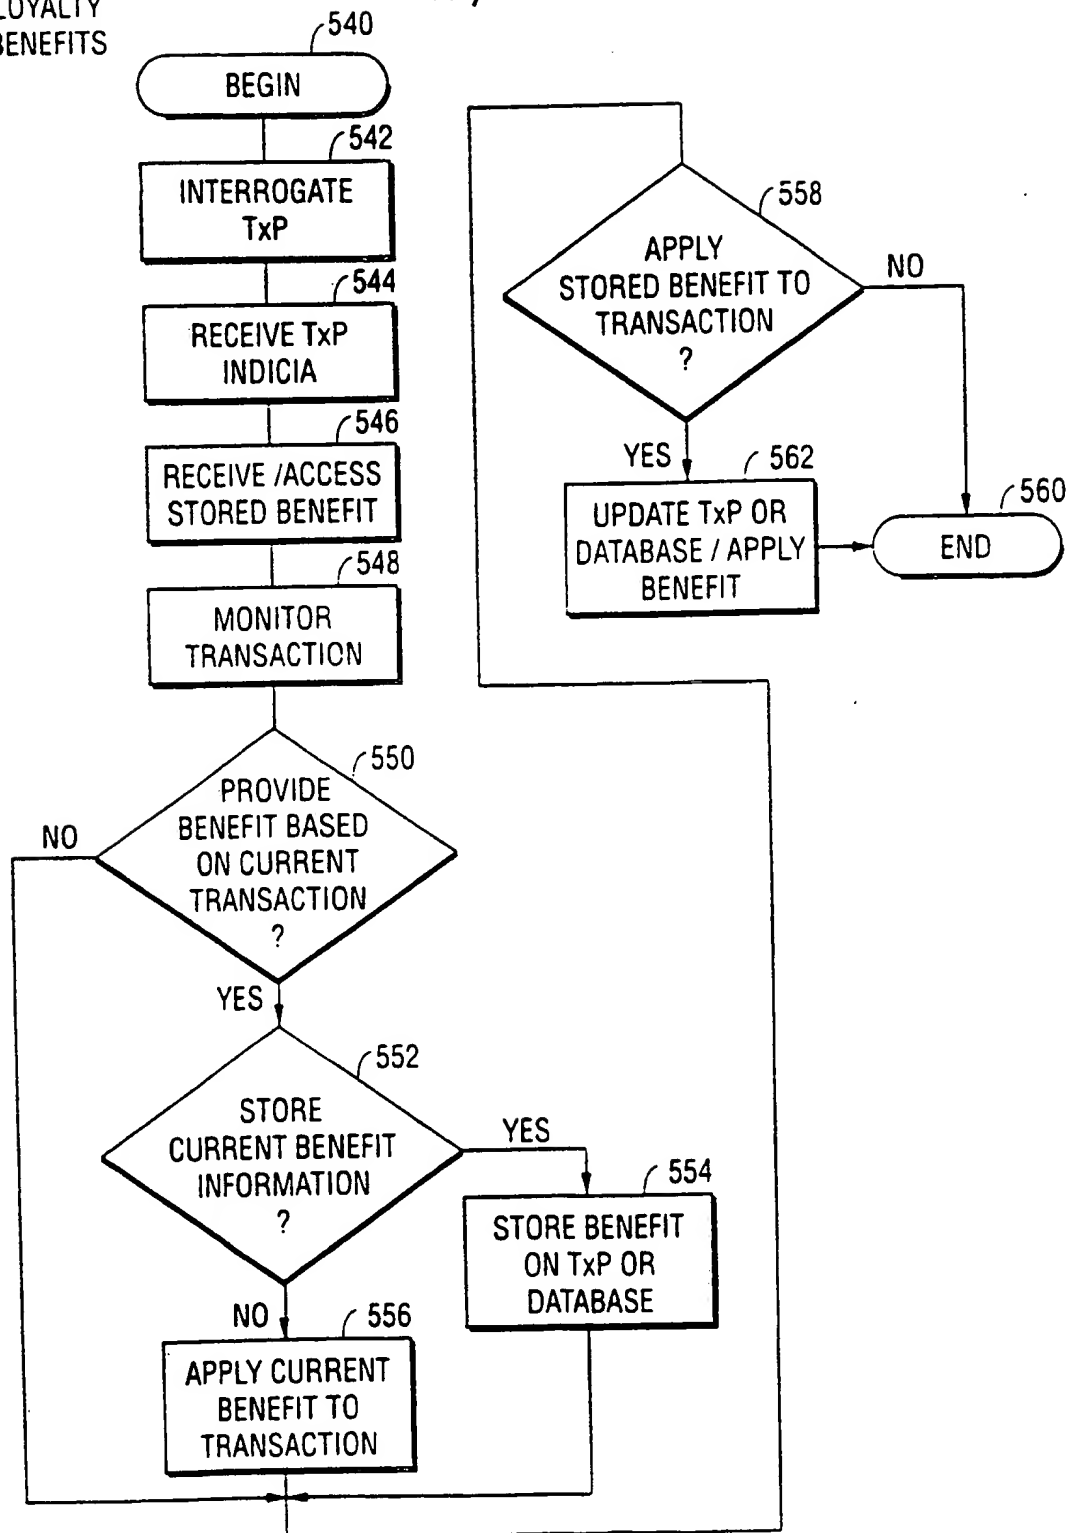 LOYALTY
BENEFITS
540
BEGIN
542
INTERROGATE
TxP
544
RECEIVE TxP
INDICIA
546
RECEIVE /ACCESS
STORED BENEFIT
548
MONITOR
TRANSACTION
550
PROVIDE
BENEFIT BASED
ON CURRENT
TRANSACTION
?
NO
YES
552
STORE
CURRENT BENEFIT
INFORMATION
?
YES
554
STORE BENEFIT
ON TxP OR
DATABASE
NO
556
APPLY CURRENT
BENEFIT TO
TRANSACTION
558
APPLY
STORED BENEFIT TO
TRANSACTION
?
NO
YES
562
UPDATE TxP OR
DATABASE / APPLY
BENEFIT
560
END